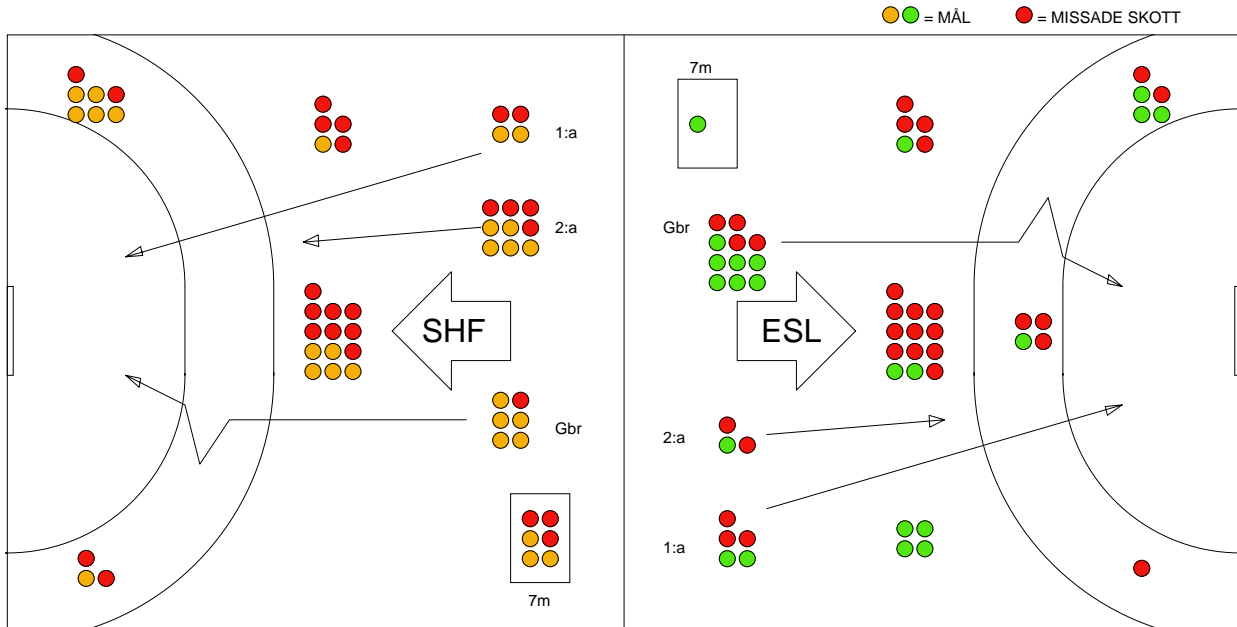 = MÅL = MISSADE SKOTT
7m
1:a
2:a
Gbr
SHF
ESL
Gbr
2:a
1:a
7m